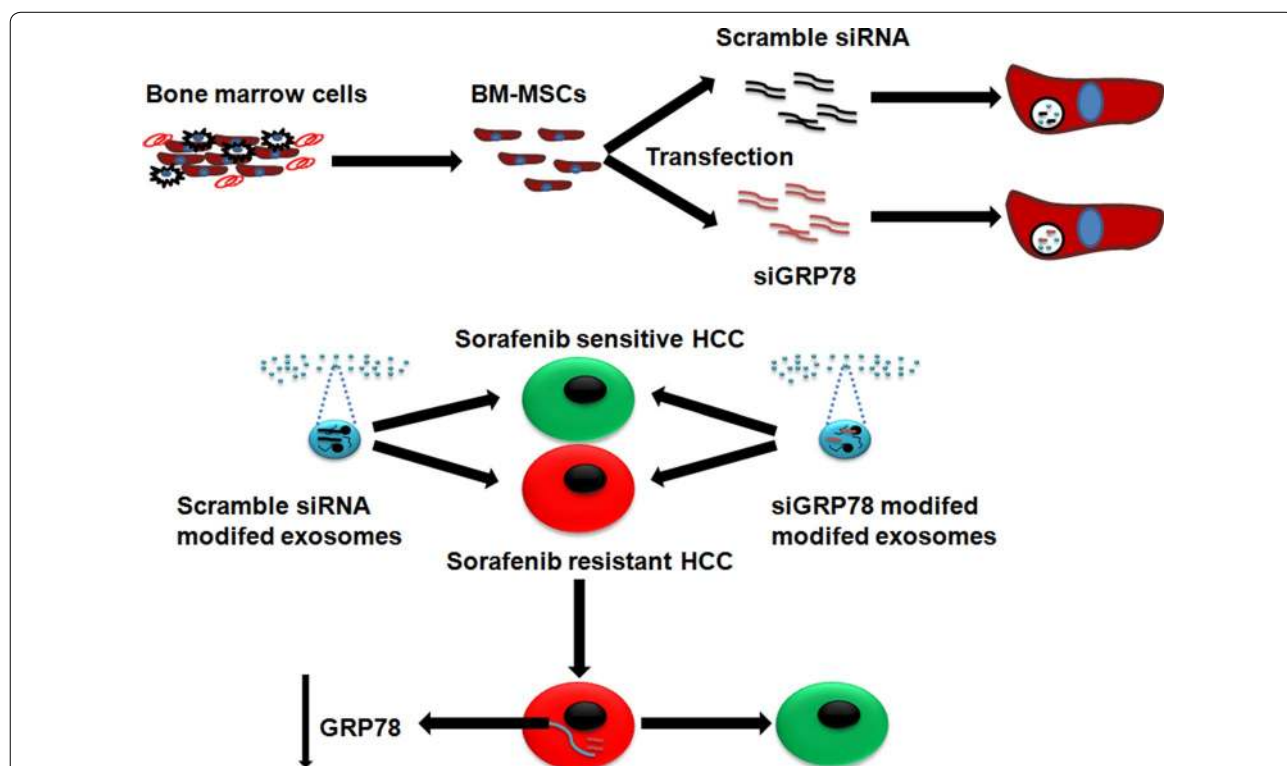 Scramble siRNA
Bone marrow cells
BM-MSCs
Transfection
siGRP78
Sorafenib sensitive HCC
Scramble siRNA
modifed exosomes
siGRP78 modifed
modifed exosomes
Sorafenib resistant HCC
GRP78